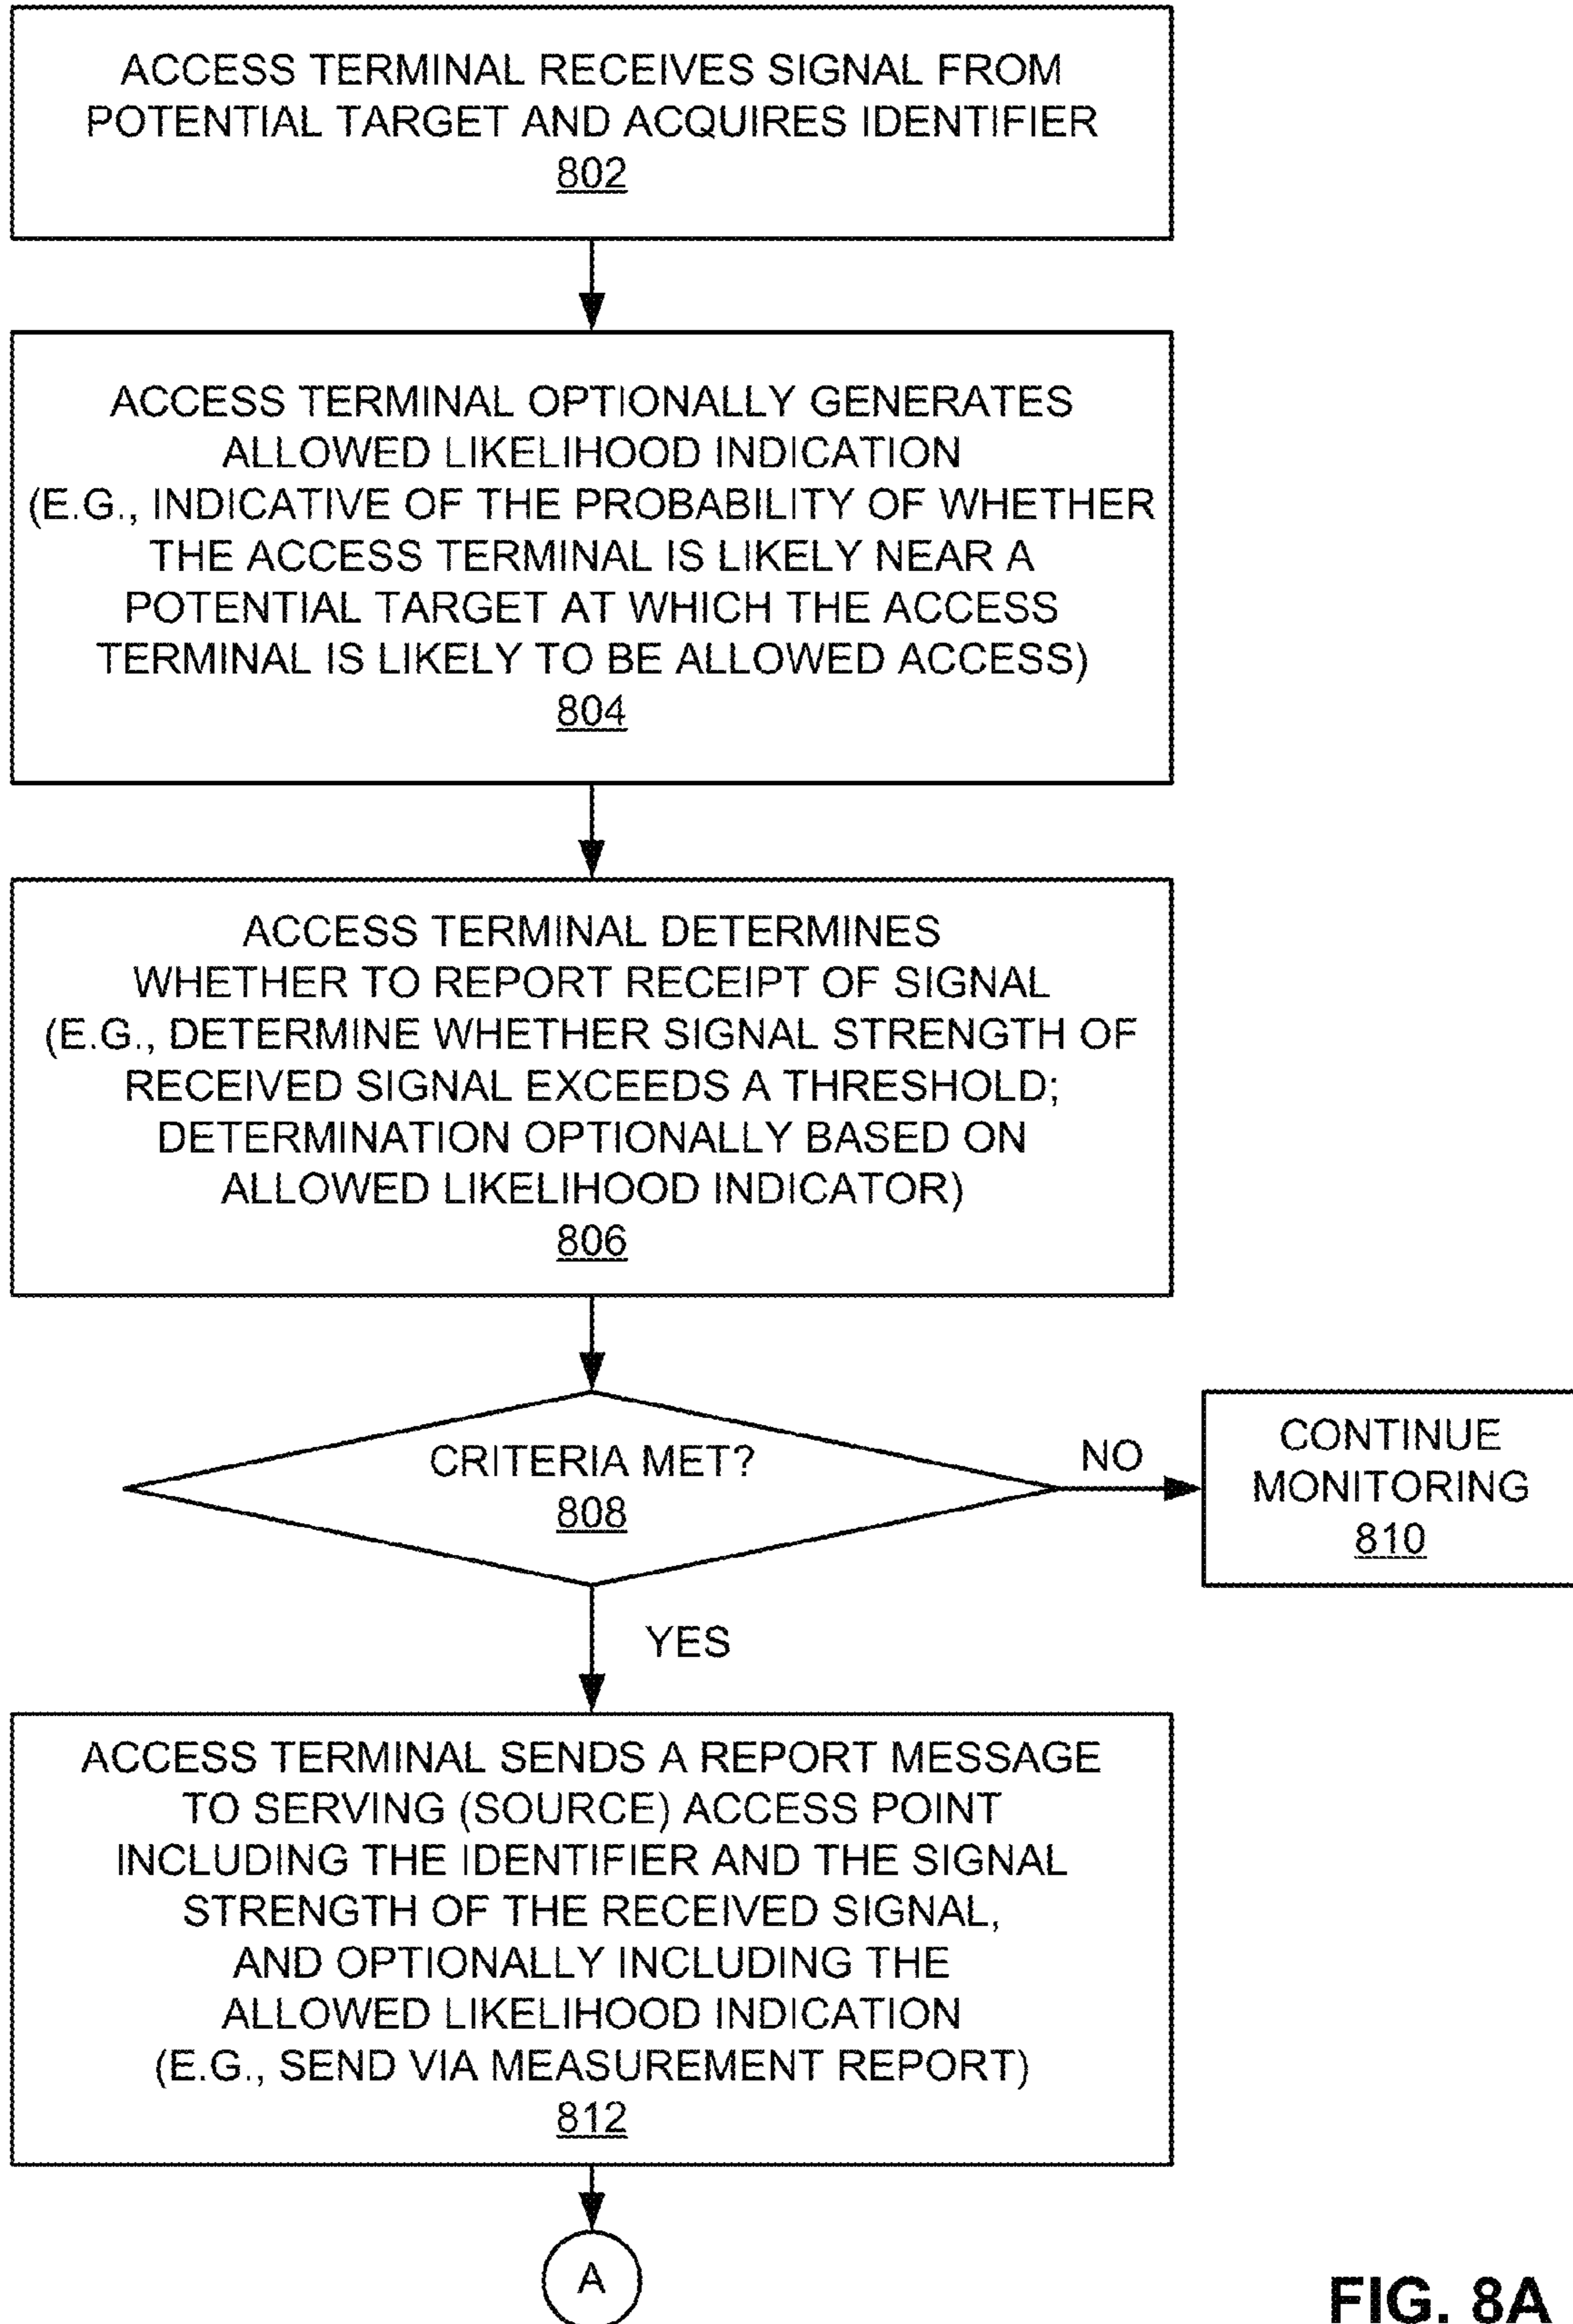 ACCESS TERMINAL RECEIVES SIGNAL FROM
POTENTIAL TARGET AND ACQUIRES IDENTIFIER
802
ACCESS TERMINAL OPTIONALLY GENERATES
ALLOWED LIKELIHOOD INDICATION
(E.G., INDICATIVE OF THE PROBABILITY OF WHETHER
THE ACCESS TERMINAL IS LIKELY NEAR A
POTENTIAL TARGET AT WHICH THE ACCESS
TERMINAL IS LIKELY TO BE ALLOWED ACCESS)
804
ACCESS TERMINAL DETERMINES
WHETHER TO REPORT RECEIPT OF SIGNAL
(E.G., DETERMINE WHETHER SIGNAL STRENGTH OF
RECEIVED SIGNAL EXCEEDS A THRESHOLD;
DETERMINATION OPTIONALLY BASED ON
ALLOWED LIKELIHOOD INDICATOR)
806
CRITERIA MET?
808
NO
CONTINUE
MONITORING
810
YES
ACCESS TERMINAL SENDS A REPORT MESSAGE
TO SERVING (SOURCE) ACCESS POINT
INCLUDING THE IDENTIFIER AND THE SIGNAL
STRENGTH OF THE RECEIVED SIGNAL,
AND OPTIONALLY INCLUDING THE
ALLOWED LIKELIHOOD INDICATION
(E.G., SEND VIA MEASUREMENT REPORT)
812
A
FIG. 8A